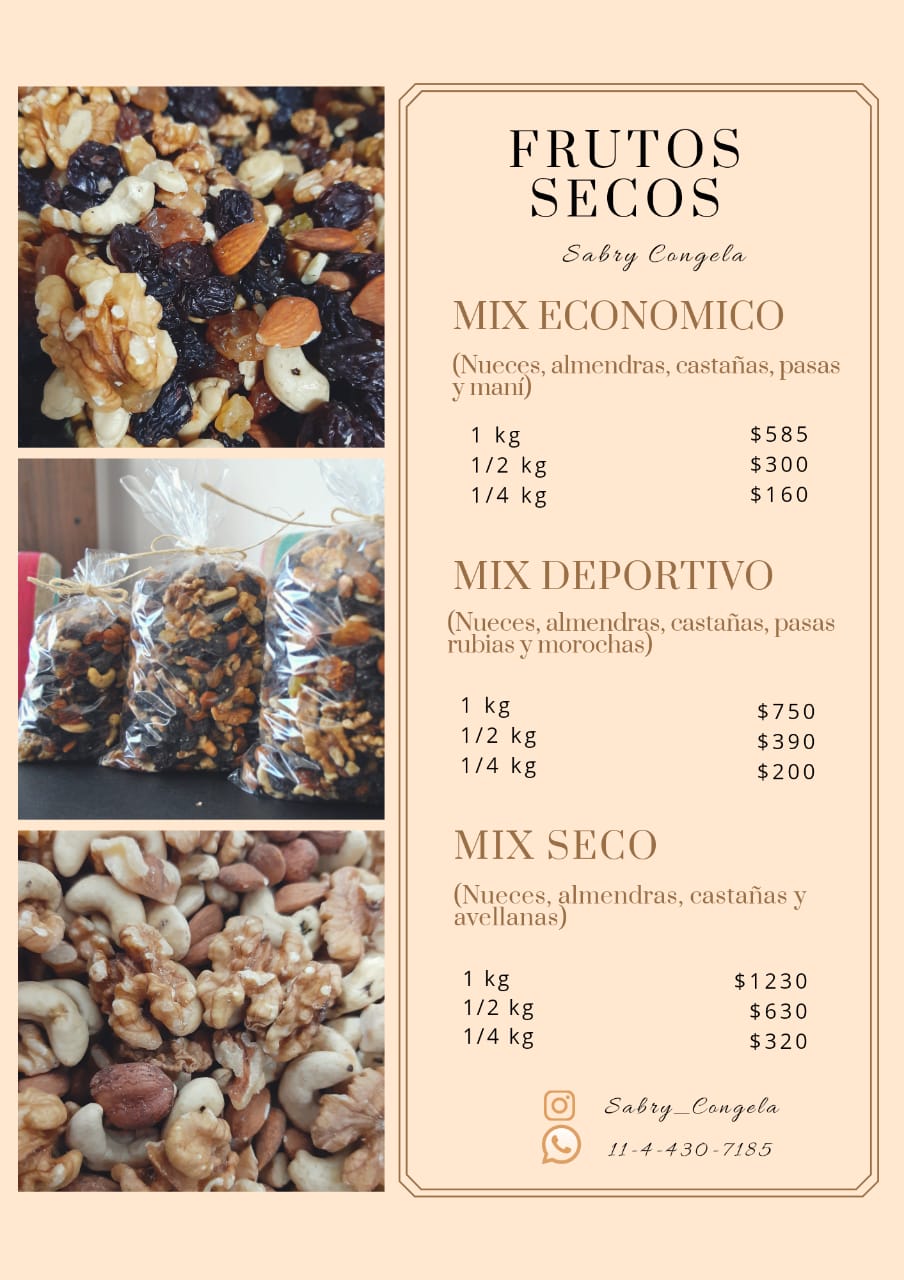 FRUTOS
SECOS
Sabry Congela
MIX ECONOMICO
(Nueces, almendras, castañas, pasas
y maní)
1 kg $585
1/2 kg $300
1/4 kg $160
MIX DEPORTIVO
(Nueces, almendras, castañas, pasas
rubias y morochas)
1 kg $750
1/2 kg $390
1/4 kg $200
MIX SECO
(Nueces, almendras, castañas y
avellanas)
1 kg $1230
1/2 kg $630
1/4 kg $320
Sabry_Congela
11-4-430-7185